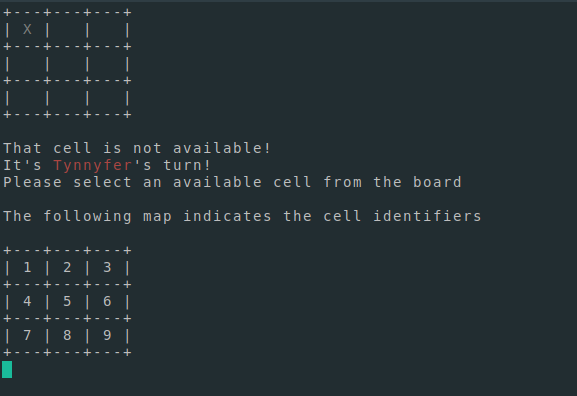 +---+---+---+
| X |   |   |
+---+---+---+
|   |   |   |
+---+---+---+
|   |   |   |
+---+---+---+
That cell is not available!
It's Tynnyfer's turn!
Please select an available cell from the board
The following map indicates the cell identifiers
+---+---+---+
| 1 | 2 | 3 |
+---+---+---+
| 4 | 5 | 6 |
+---+---+---+
| 7 | 8 | 9 |
+---+---+---+